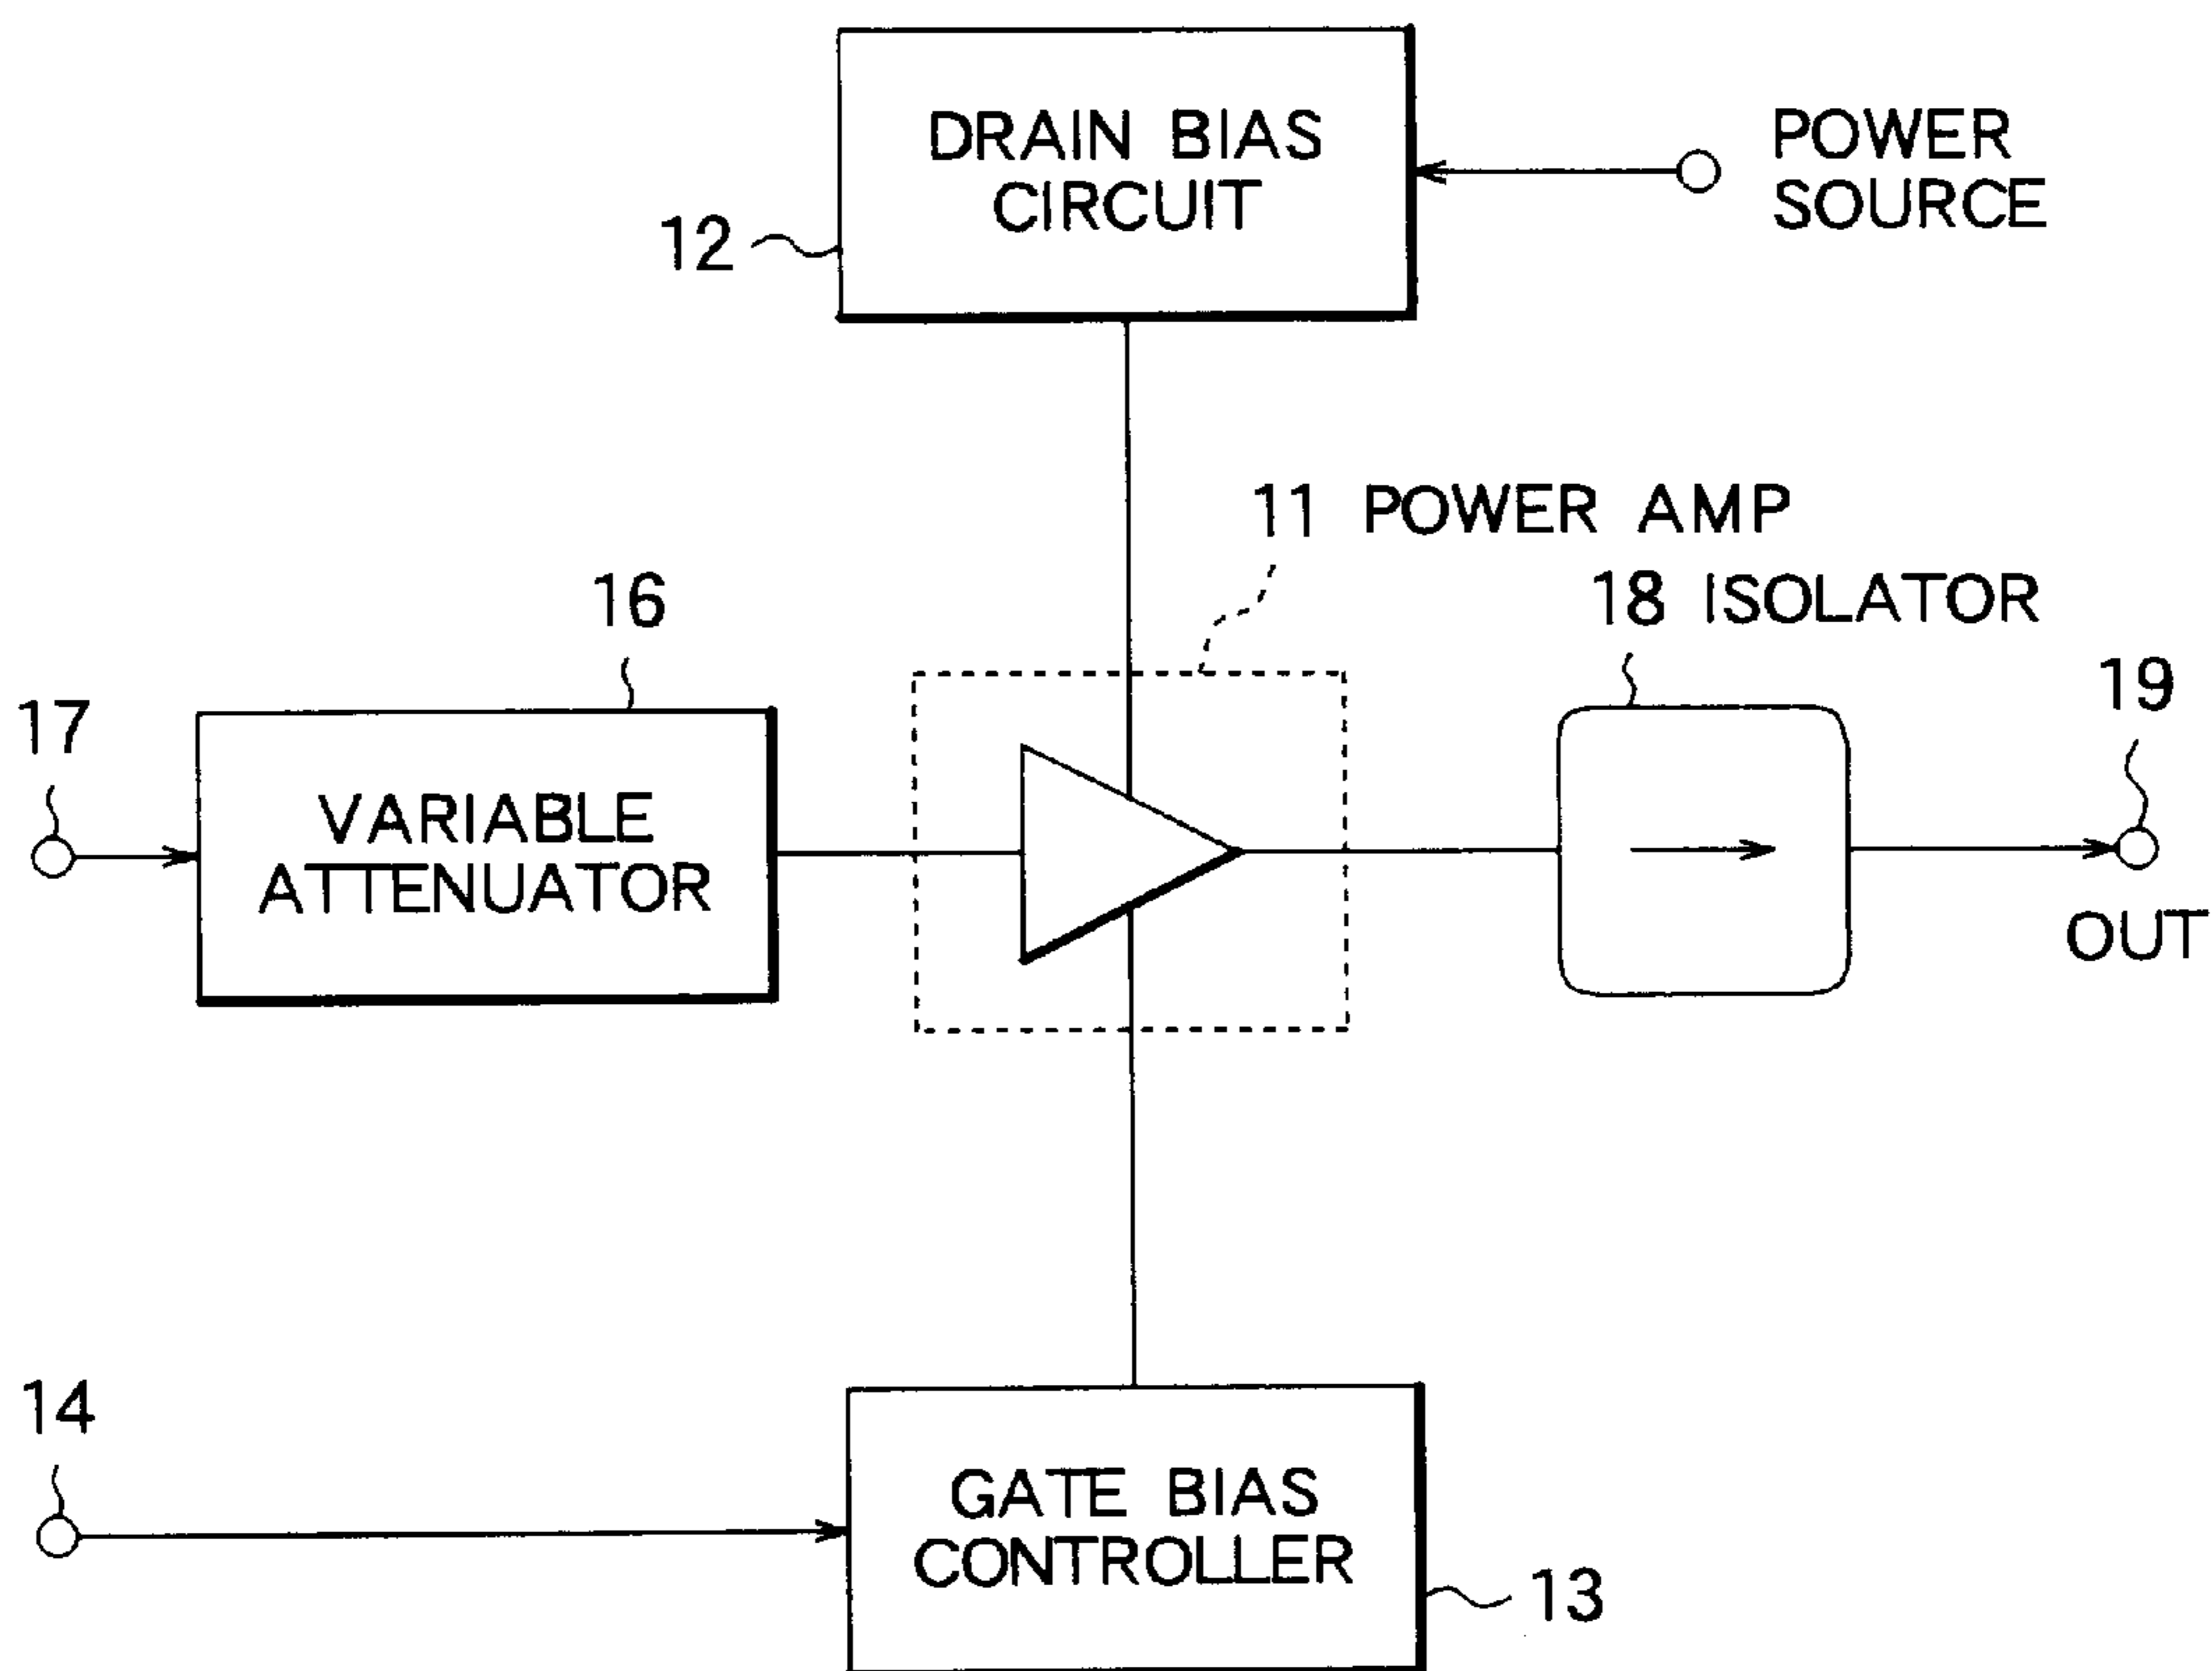 DRAIN BIAS
CIRCUIT
POWER
SOURCE
12
11 POWER AMP
18 ISOLATOR
16
19
17
VARIABLE
ATTENUATOR
OUT
14
GATE BIAS
CONTROLLER
13